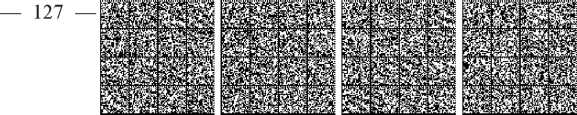 — 127 —